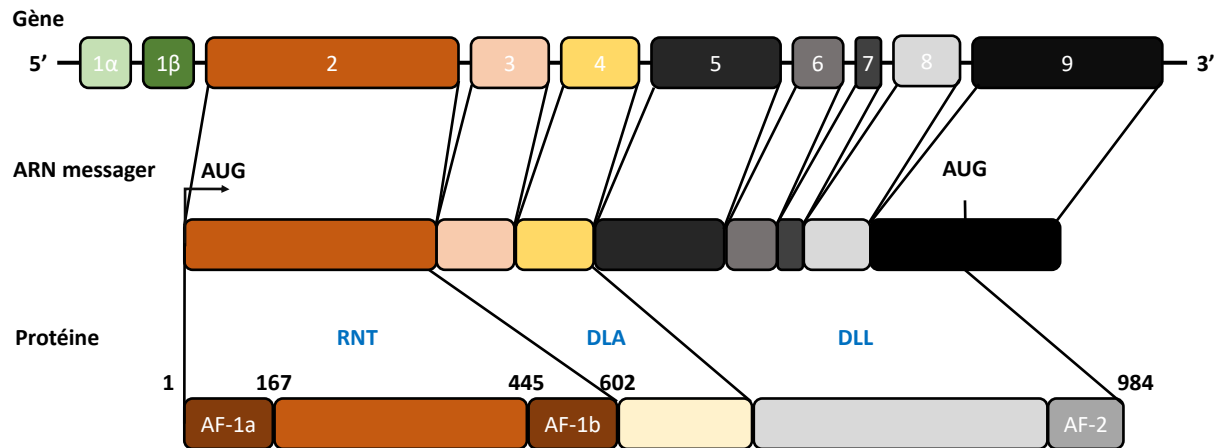 Gène
5’ 1α 1β 2 3 4 5 6 7 8 9 3’
ARN messager AUG AUG
Protéine RNT DLA DLL
1 167 445 602 984
AF-1a AF-1b AF-2